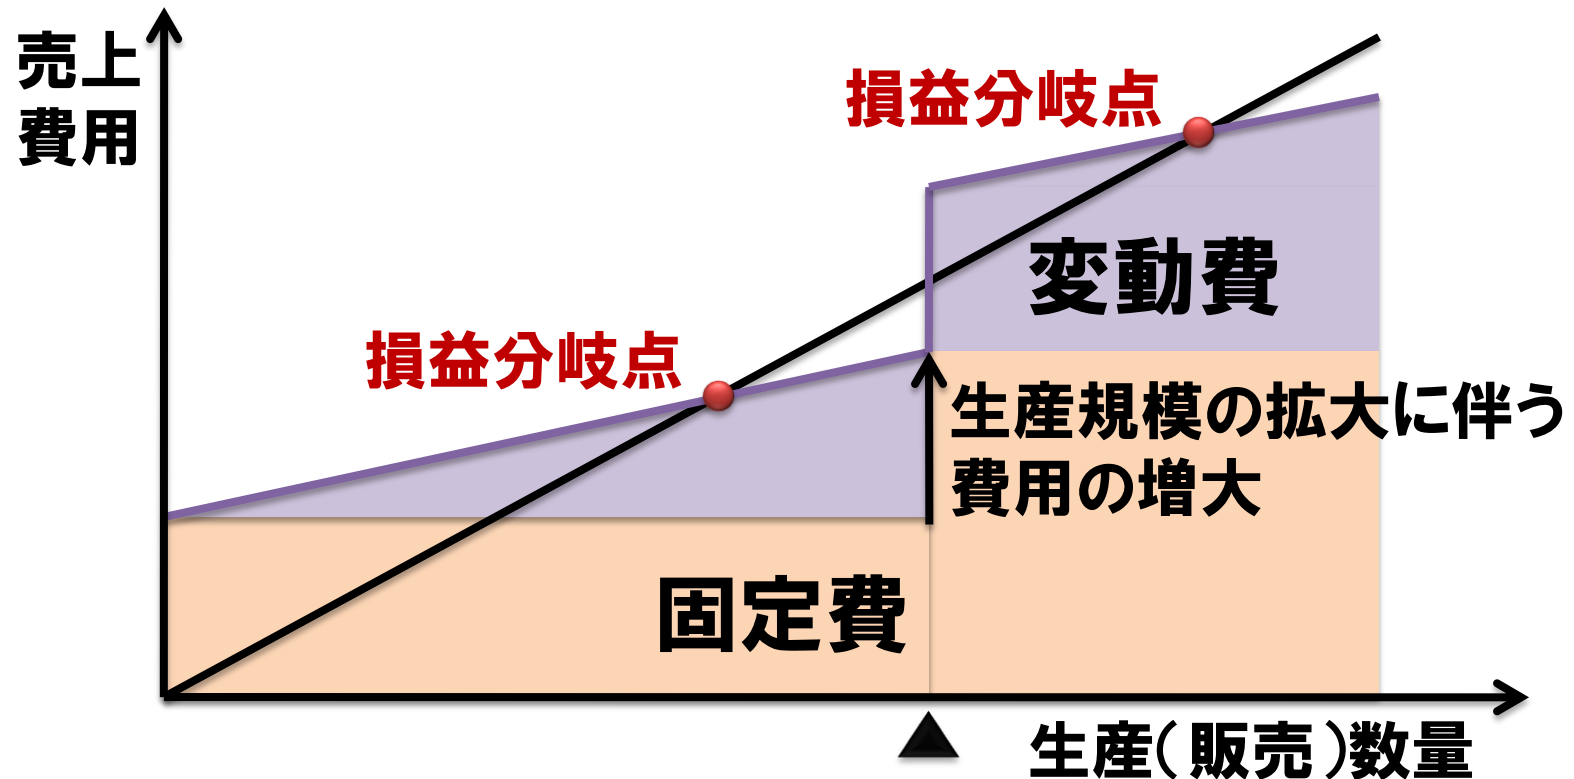 売上
費用
損益分岐点
変動費
損益分岐点
生産規模の拡大に伴う
費用の増大
固定費
生産(販売)数量